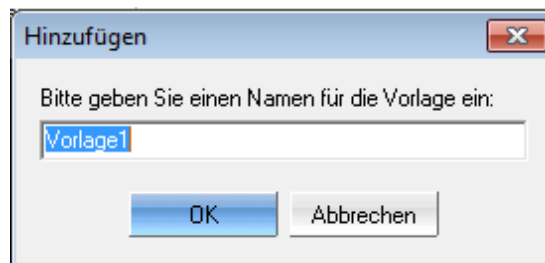 Hinzufügen
Bitte geben Sie einen Namen für die Vorlage ein:
Vorlage1
OK
Abbrechen